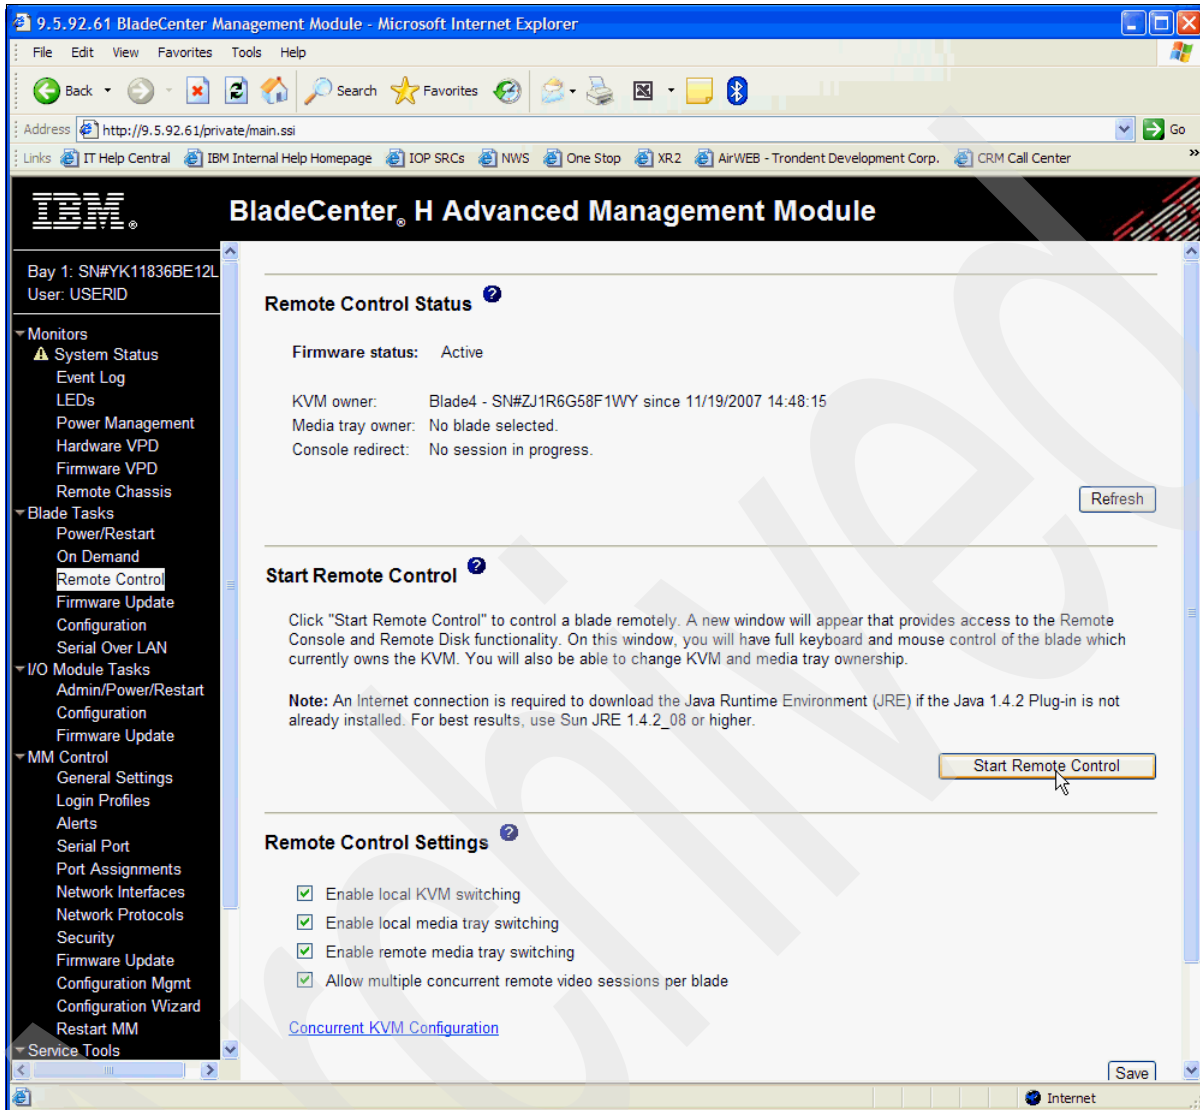 9.5.92.61 BladeCenter Management Module - Microsoft Internet Explorer
File Edit View Favorites Tools Help
Back Search Favorites
Address http://9.5.92.61/private/main.ssi Go
Links IT Help Central IBM Internal Help Homepage IOP SRCs NWS One Stop XR2 AirWEB - Trondent Development Corp. CRM Call Center »
IBM® BladeCenter® H Advanced Management Module
Bay 1: SN#YK11836BE12L
User: USERID
Monitors
System Status
Event Log
LEDs
Power Management
Hardware VPD
Firmware VPD
Remote Chassis
Blade Tasks
Power/Restart
On Demand
Remote Control
Firmware Update
Configuration
Serial Over LAN
I/O Module Tasks
Admin/Power/Restart
Configuration
Firmware Update
MM Control
General Settings
Login Profiles
Alerts
Serial Port
Port Assignments
Network Interfaces
Network Protocols
Security
Firmware Update
Configuration Mgmt
Configuration Wizard
Restart MM
Service Tools
Remote Control Status ?
Firmware status: Active
KVM owner: Blade4 - SN#ZJ1R6G58F1WY since 11/19/2007 14:48:15
Media tray owner: No blade selected.
Console redirect: No session in progress.
Refresh
Start Remote Control ?
Click "Start Remote Control" to control a blade remotely. A new window will appear that provides access to the Remote
Console and Remote Disk functionality. On this window, you will have full keyboard and mouse control of the blade which
currently owns the KVM. You will also be able to change KVM and media tray ownership.
Note: An Internet connection is required to download the Java Runtime Environment (JRE) if the Java 1.4.2 Plug-in is not
already installed. For best results, use Sun JRE 1.4.2_08 or higher.
Start Remote Control
Remote Control Settings ?
Enable local KVM switching
Enable local media tray switching
Enable remote media tray switching
Allow multiple concurrent remote video sessions per blade
Concurrent KVM Configuration
Save
Internet